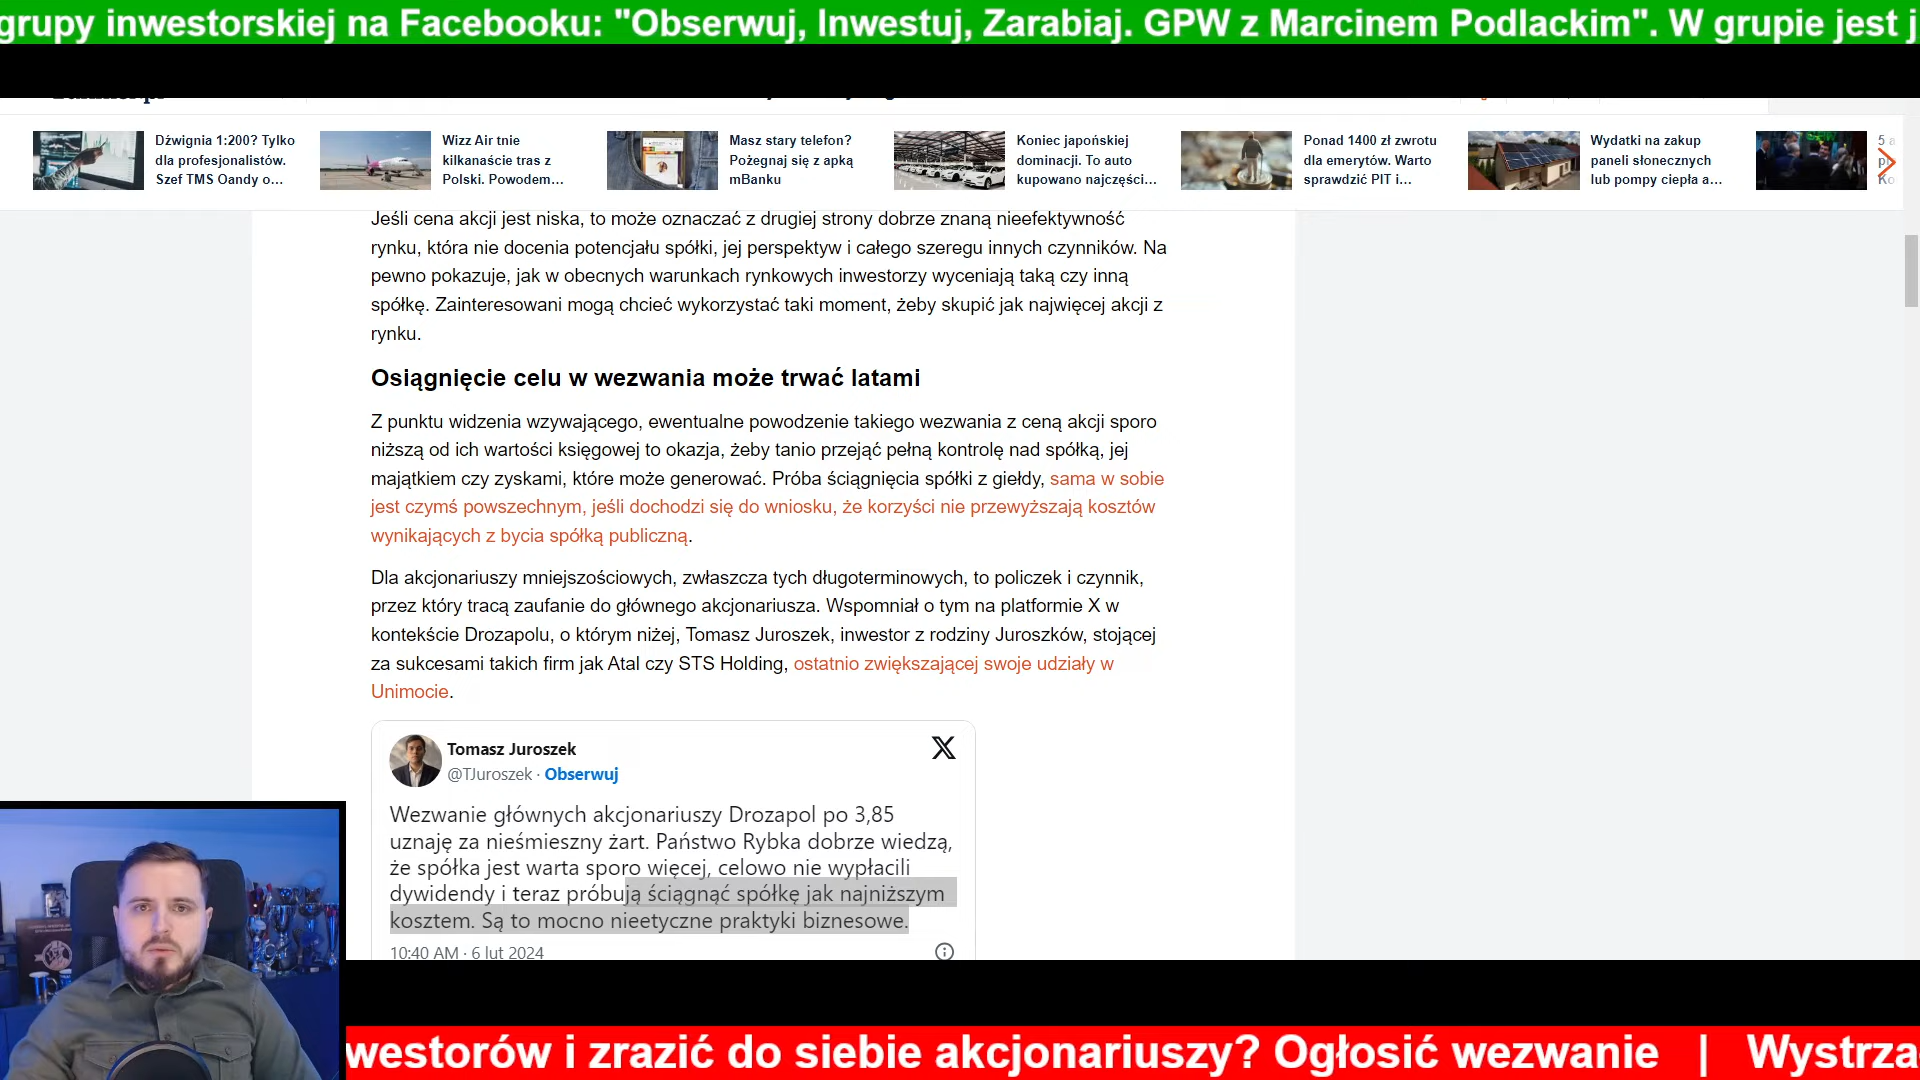 grupy inwestorskiej na Facebooku: "Obserwuj, Inwestuj, Zarabiaj. GPW z Marcinem Podlackim". W grupie jest j
Dźwignia 1:200? Tylko
dla profesjonalistów.
Szef TMS Oandy o...
Wizz Air tnie
kilkanaście tras z
Polski. Powodem...
Masz stary telefon?
Pożegnaj się z apką
mBanku
Koniec japońskiej
dominacji. To auto
kupowano najczęści...
Ponad 1400 zł zwrotu
dla emerytów. Warto
sprawdzić PIT i...
Wydatki na zakup
paneli słonecznych
lub pompy ciepła a...
Jeśli cena akcji jest niska, to może oznaczać z drugiej strony dobrze znaną nieefektywność
rynku, która nie docenia potencjału spółki, jej perspektyw i całego szeregu innych czynników. Na
pewno pokazuje, jak w obecnych warunkach rynkowych inwestorzy wyceniają taką czy inną
spółkę. Zainteresowani mogą chcieć wykorzystać taki moment, żeby skupić jak najwięcej akcji z
rynku.
Osiągnięcie celu w wezwania może trwać latami
Z punktu widzenia wzywającego, ewentualne powodzenie takiego wezwania z ceną akcji sporo
niższą od ich wartości księgowej to okazja, żeby tanio przejąć pełną kontrolę nad spółką, jej
majątkiem czy zyskami, które może generować. Próba ściągnięcia spółki z giełdy, sama w sobie
jest czymś powszechnym, jeśli dochodzi się do wniosku, że korzyści nie przewyższają kosztów
wynikających z bycia spółką publiczną.
Dla akcjonariuszy mniejszościowych, zwłaszcza tych długoterminowych, to policzek i czynnik,
przez który tracą zaufanie do głównego akcjonariusza. Wspomniał o tym na platformie X w
kontekście Drozapolu, o którym niżej, Tomasz Juroszek, inwestor z rodziny Juroszków, stojącej
za sukcesami takich firm jak Atal czy STS Holding, ostatnio zwiększającej swoje udziały w
Unimocie.
Tomasz Juroszek
@TJuroszek · Obserwuj
Wezwanie głównych akcjonariuszy Drozapol po 3,85
uznaję za nieśmieszny żart. Państwo Rybka dobrze wiedzą,
że spółka jest warta sporo więcej, celowo nie wypłacili
dywidendy i teraz próbują ściągnąć spółkę jak najniższym
kosztem. Są to mocno nieetyczne praktyki biznesowe.
10:40 AM · 6 lut 2024
westorów i zrazić do siebie akcjonariuszy? Ogłosić wezwanie | Wystrza